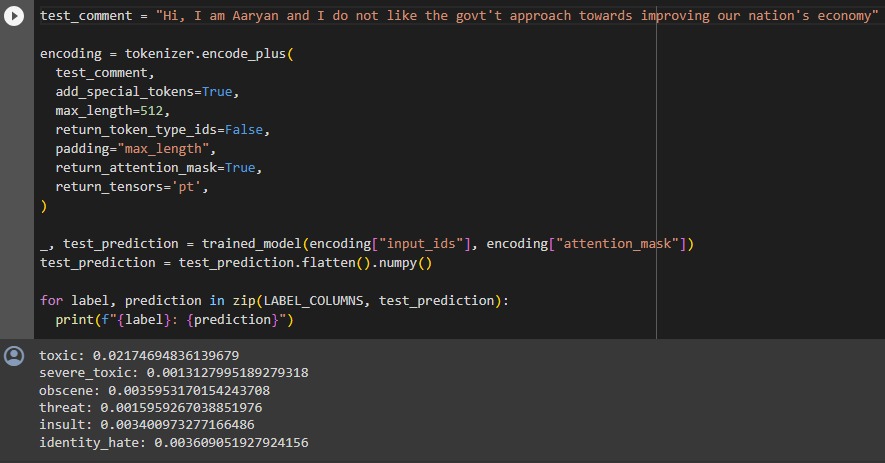 test_comment = "Hi, I am Aaryan and I do not like the govt't approach towards improving our nation's economy"
encoding = tokenizer.encode_plus(
  test_comment,
  add_special_tokens=True,
  max_length=512,
  return_token_type_ids=False,
  padding="max_length",
  return_attention_mask=True,
  return_tensors='pt',
)
_, test_prediction = trained_model(encoding["input_ids"], encoding["attention_mask"])
test_prediction = test_prediction.flatten().numpy()
for label, prediction in zip(LABEL_COLUMNS, test_prediction):
  print(f"{label}: {prediction}")
toxic: 0.02174694836139679
severe_toxic: 0.0013127995189279318
obscene: 0.0035953170154243708
threat: 0.0015959267038851976
insult: 0.003400973277166486
identity_hate: 0.003609051927924156